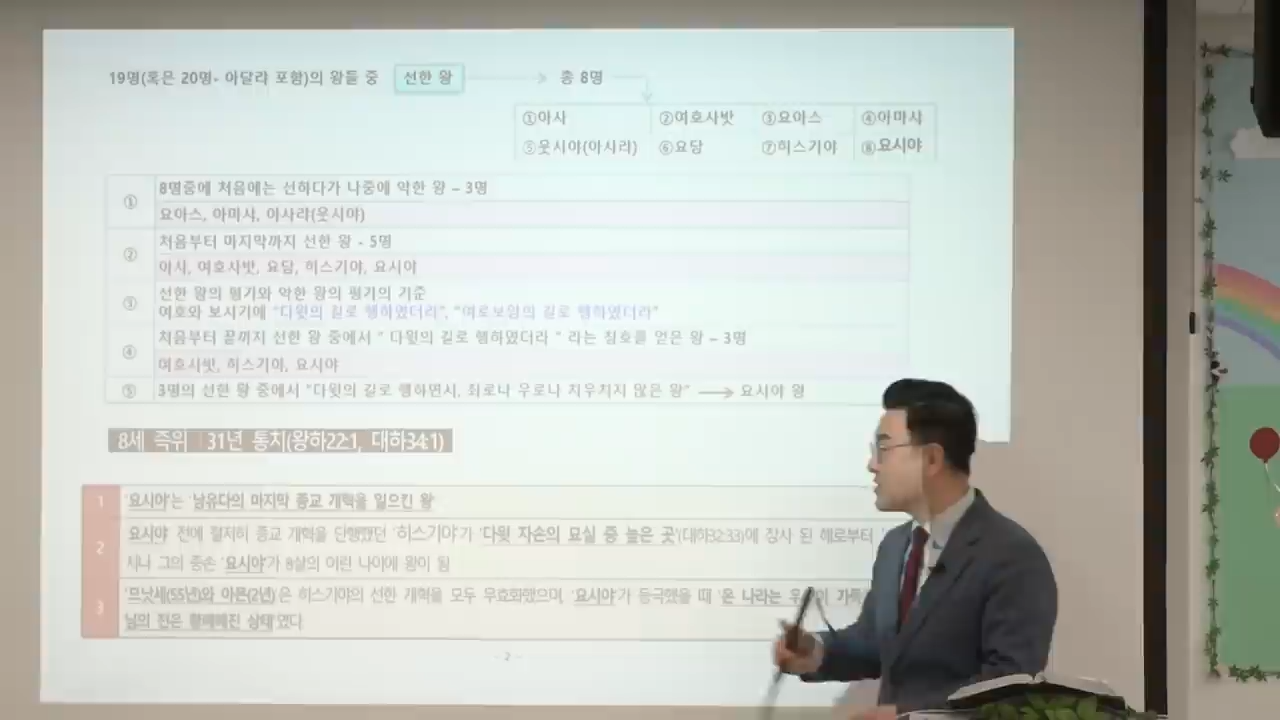 19명(혹은 20명- 아달랴 포함)의 왕들 중 선한 왕 총 8명
①아사 ②여호사밧 ③요아스 ④아마샤
⑤웃시야(아사랴) ⑥요담 ⑦히스기야 ⑧요시야
① 8명중에 처음에는 선하다가 나중에 악한 왕 – 3명
요아스, 아마샤, 아사랴(웃시야)
② 처음부터 마지막까지 선한 왕 - 5명
아사, 여호사밧, 요담, 히스기야, 요시야
③ 선한 왕의 평가와 악한 왕의 평가의 기준
여호와 보시기에 "다윗의 길로 행하였더라", "여로보암의 길로 행하였더라"
④ 처음부터 끝까지 선한 왕 중에서 " 다윗의 길로 행하였더라 " 라는 칭호를 얻은 왕 – 3명
여호사밧, 히스기야, 요시야
⑤ 3명의 선한 왕 중에서 "다윗의 길로 행하면서, 좌로나 우로나 치우치지 않은 왕" → 요시야 왕
8세 즉위 31년 통치(왕하22:1, 대하34:1)
1 '요시야'는 '남유다의 마지막 종교 개혁을 일으킨 왕'
2 '요시야' 전에 철저히 종교 개혁을 단행했던 '히스기야'가 '다윗 자손의 묘실 중 높은 곳'(대하32:33)에 장사 된 해로부터
그의 증손 '요시야'가 8살의 어린 나이에 왕이 됨
3 '므낫세(55년)와 아몬(2년)'은 히스기야의 선한 개혁을 모두 무효화했으며, '요시야'가 등극했을 때 '온 나라는
님의 전은 황폐해진 상태'였다
- 2 -